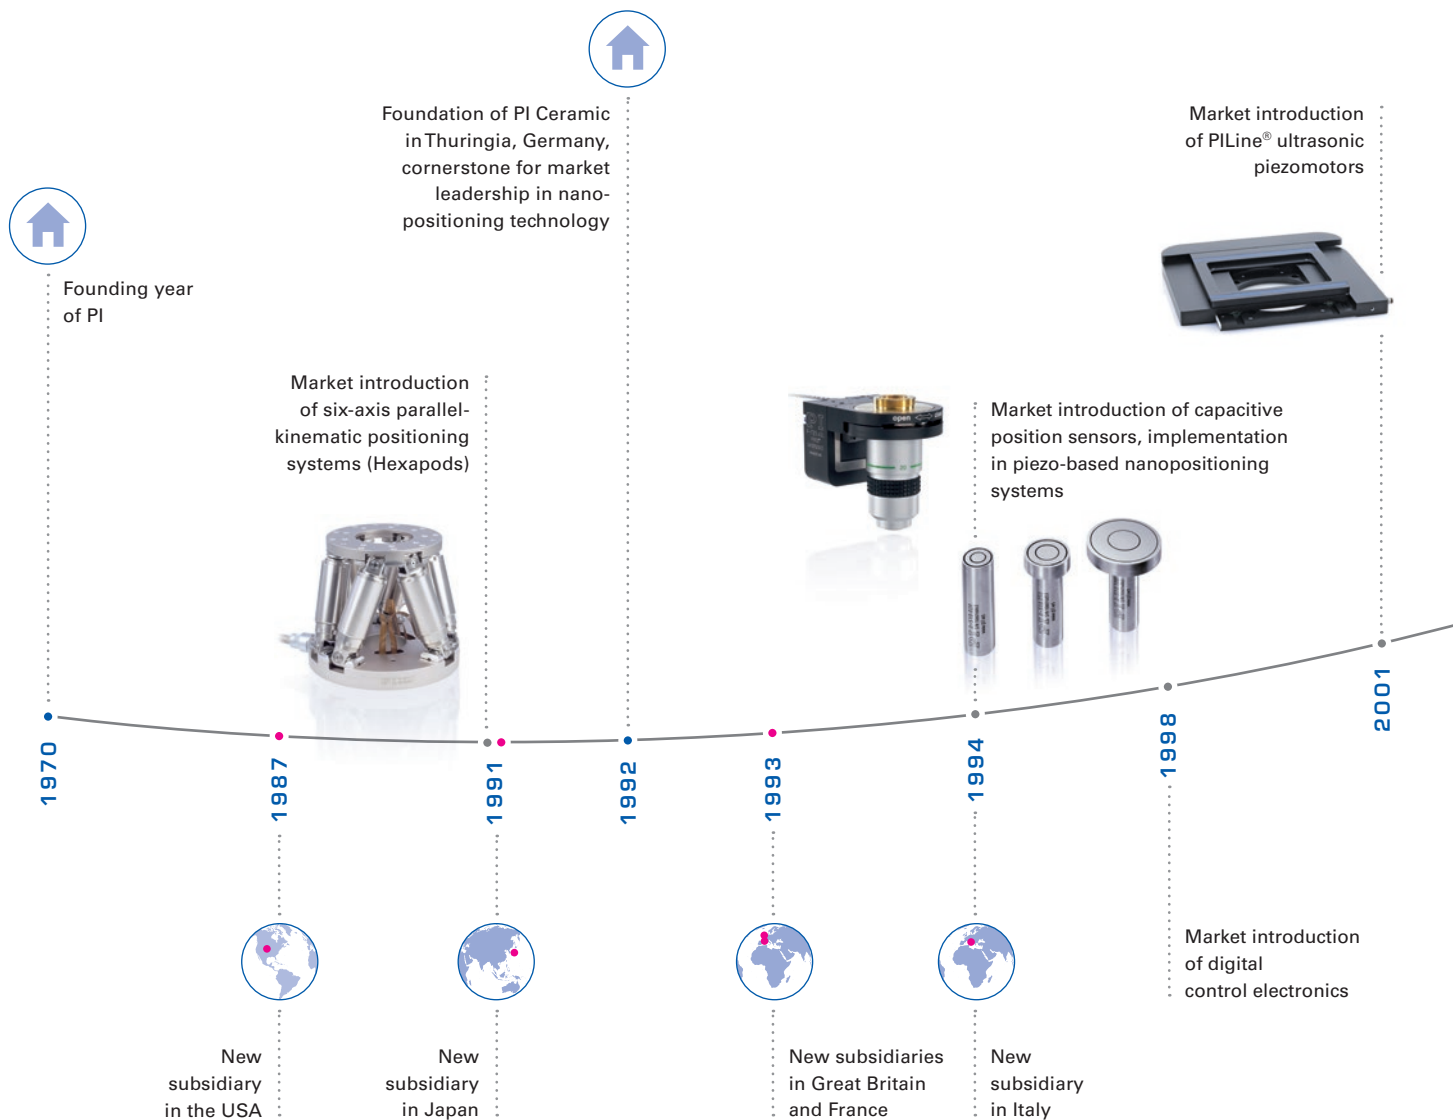 Foundation of PI Ceramic
in Thuringia, Germany,
cornerstone for market
leadership in nano-
positioning technology
Market introduction
of PILine® ultrasonic
piezomotors
Founding year
of PI
Market introduction
of six-axis parallel-
kinematic positioning
systems (Hexapods)
Market introduction of capacitive
position sensors, implementation
in piezo-based nanopositioning
systems
open
1970
1987
1991
1992
1993
1994
1998
2001
New
subsidiary
in the USA
New
subsidiary
in Japan
New subsidiaries
in Great Britain
and France
New
subsidiary
in Italy
Market introduction
of digital
control electronics